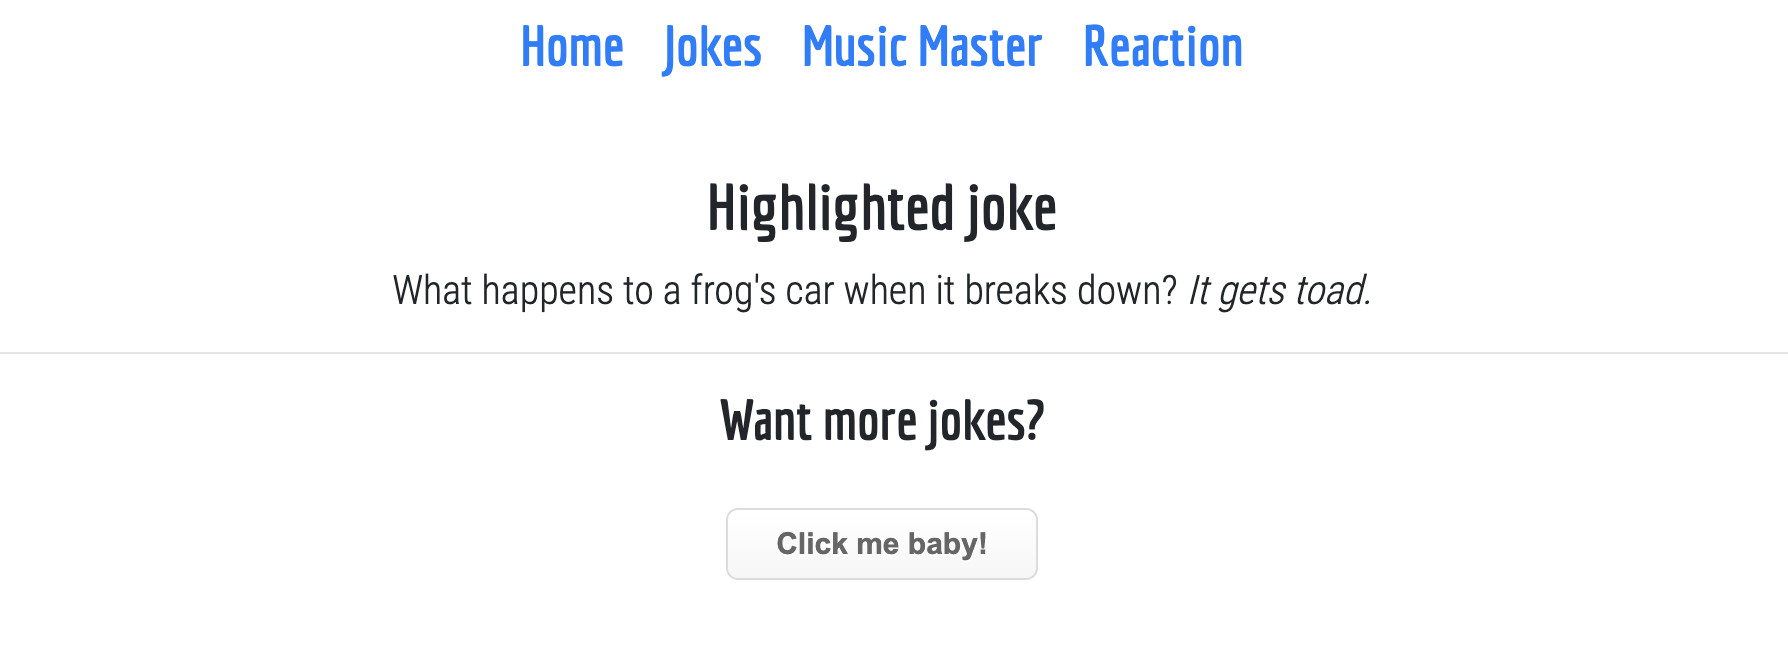 Home Jokes Music Master Reaction
Highlighted joke
What happens to a frog's car when it breaks down? It gets toad.
Want more jokes?
Click me baby!